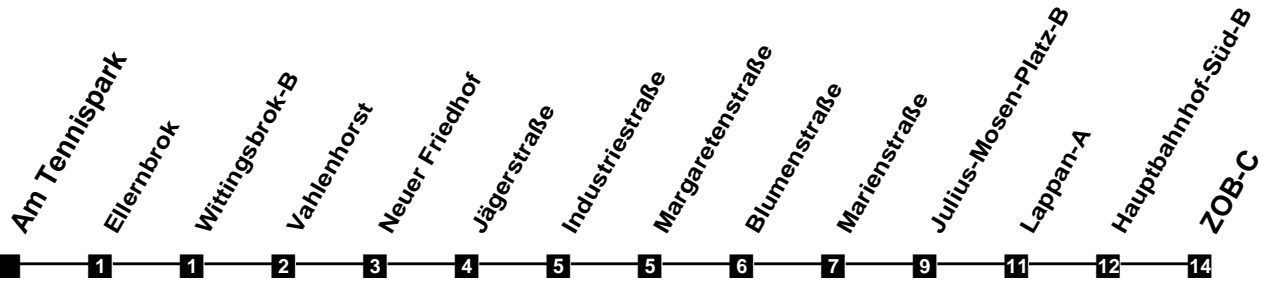 Am Tennispark
Ellernbrok
Wittingsbrok-B
Vahlenhorst
Neuer Friedhof
Jägerstraße
Industriestraße
Margaretenstraße
Blumenstraße
Marienstraße
Julius-Mosen-Platz-B
Lappan-A
Hauptbahnhof-Süd-B
ZOB-C
1 1 2 3 4 5 5 6 7 9 11 12 14